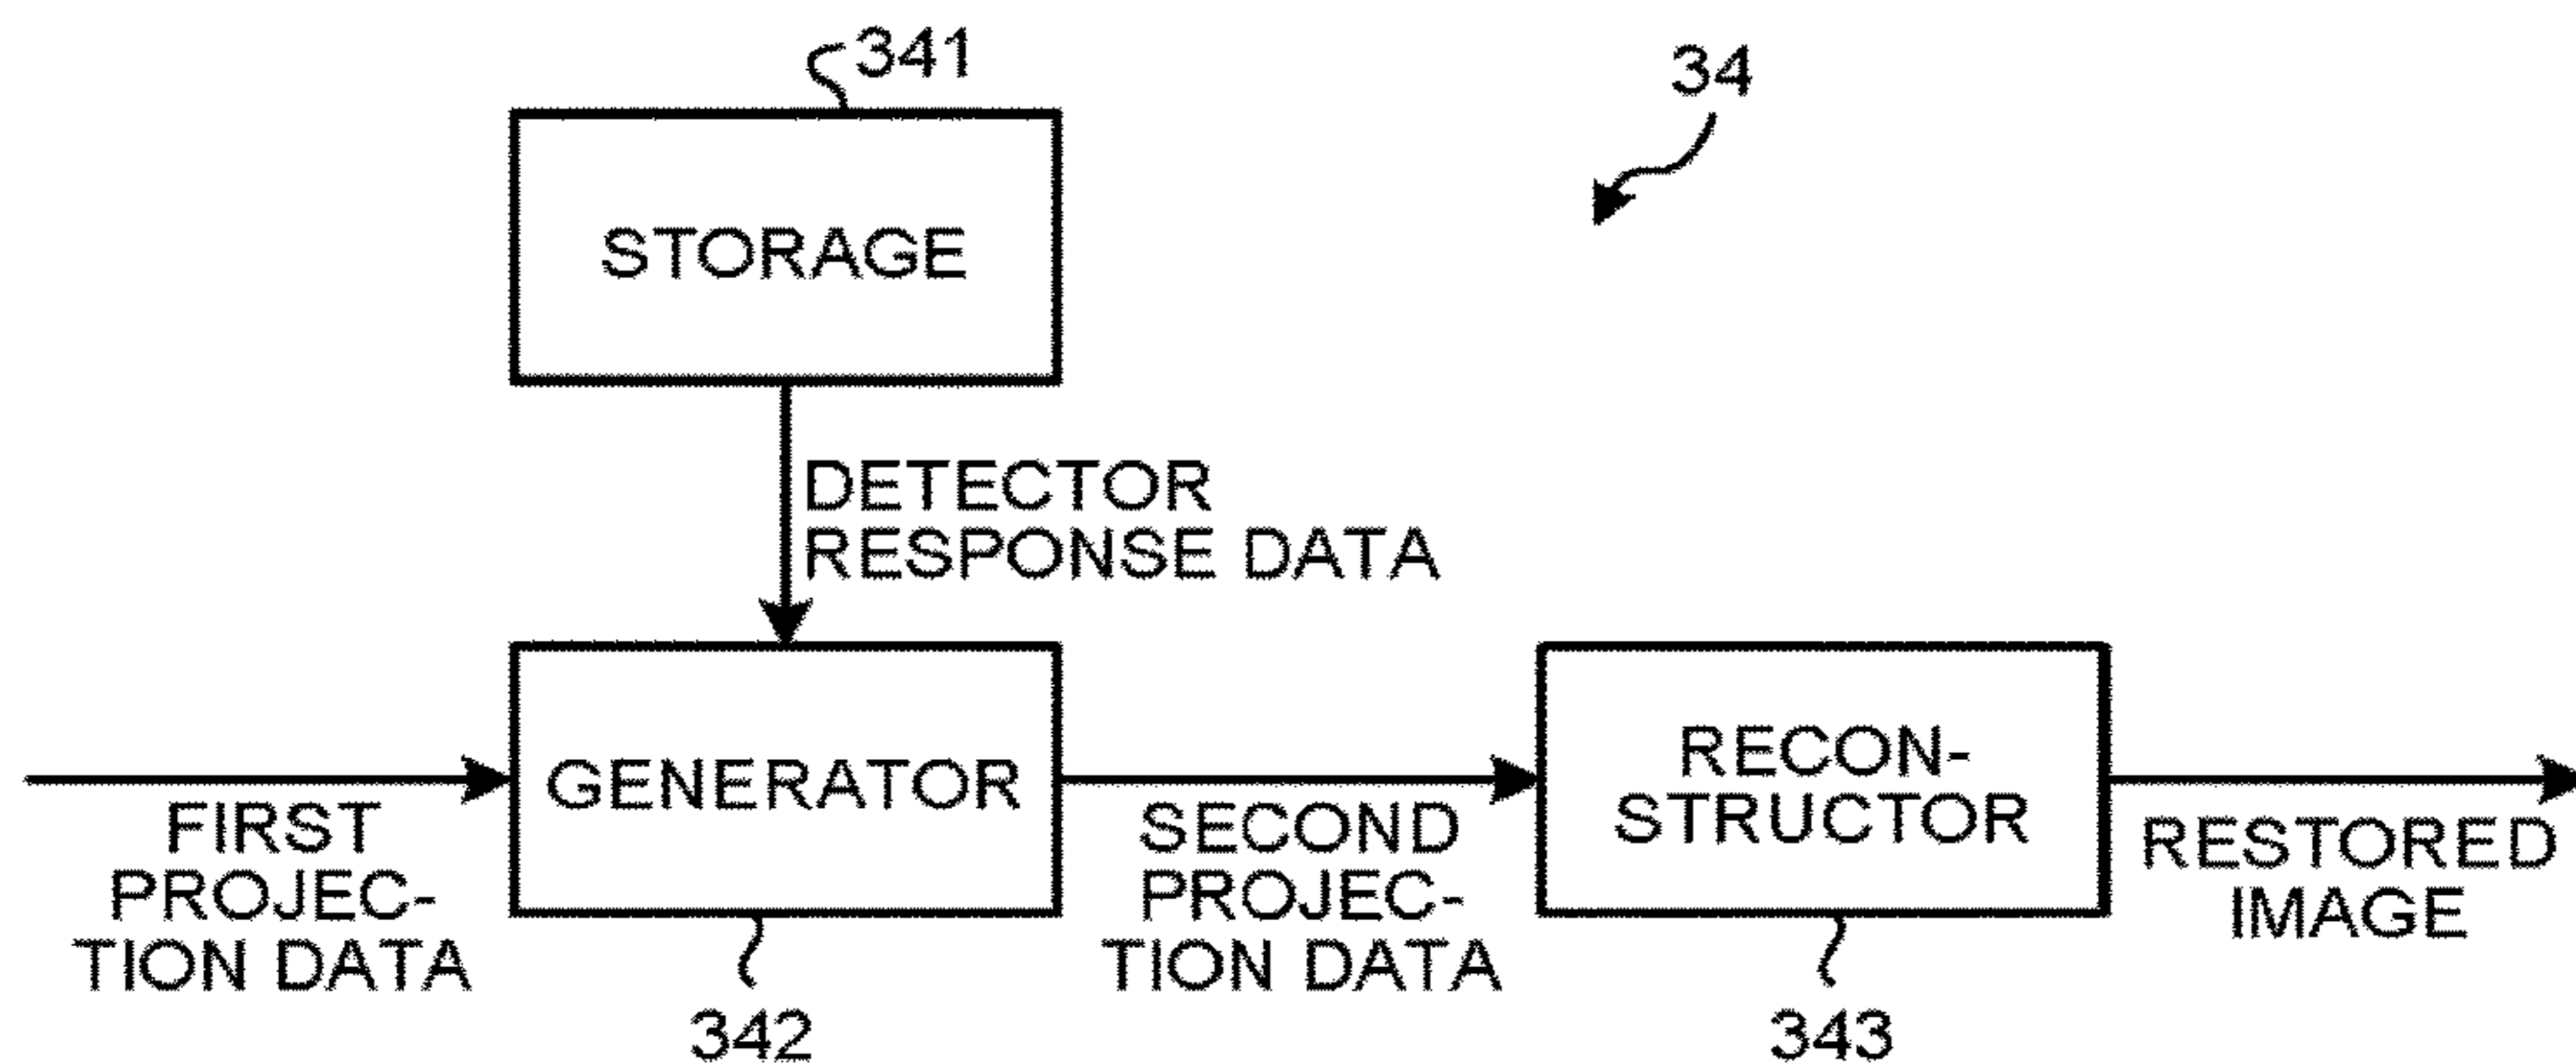 341
34
STORAGE
DETECTOR
RESPONSE DATA
GENERATOR
RECON-
STRUCTOR
FIRST
PROJEC-
TION DATA
SECOND
PROJEC-
TION DATA
RESTORED
IMAGE
342
343